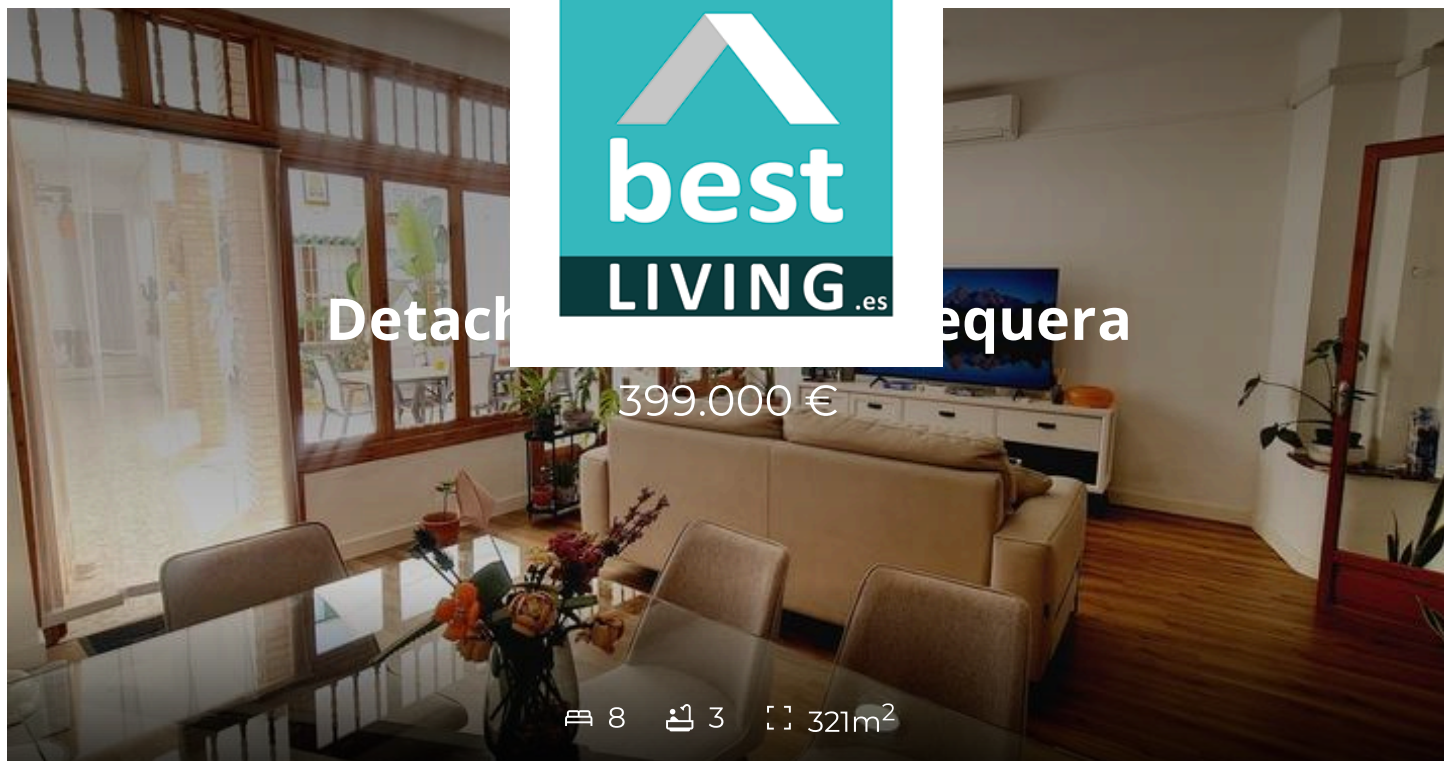 best
LIVING.es
Detach equera
399.000 €
8 3 321m²